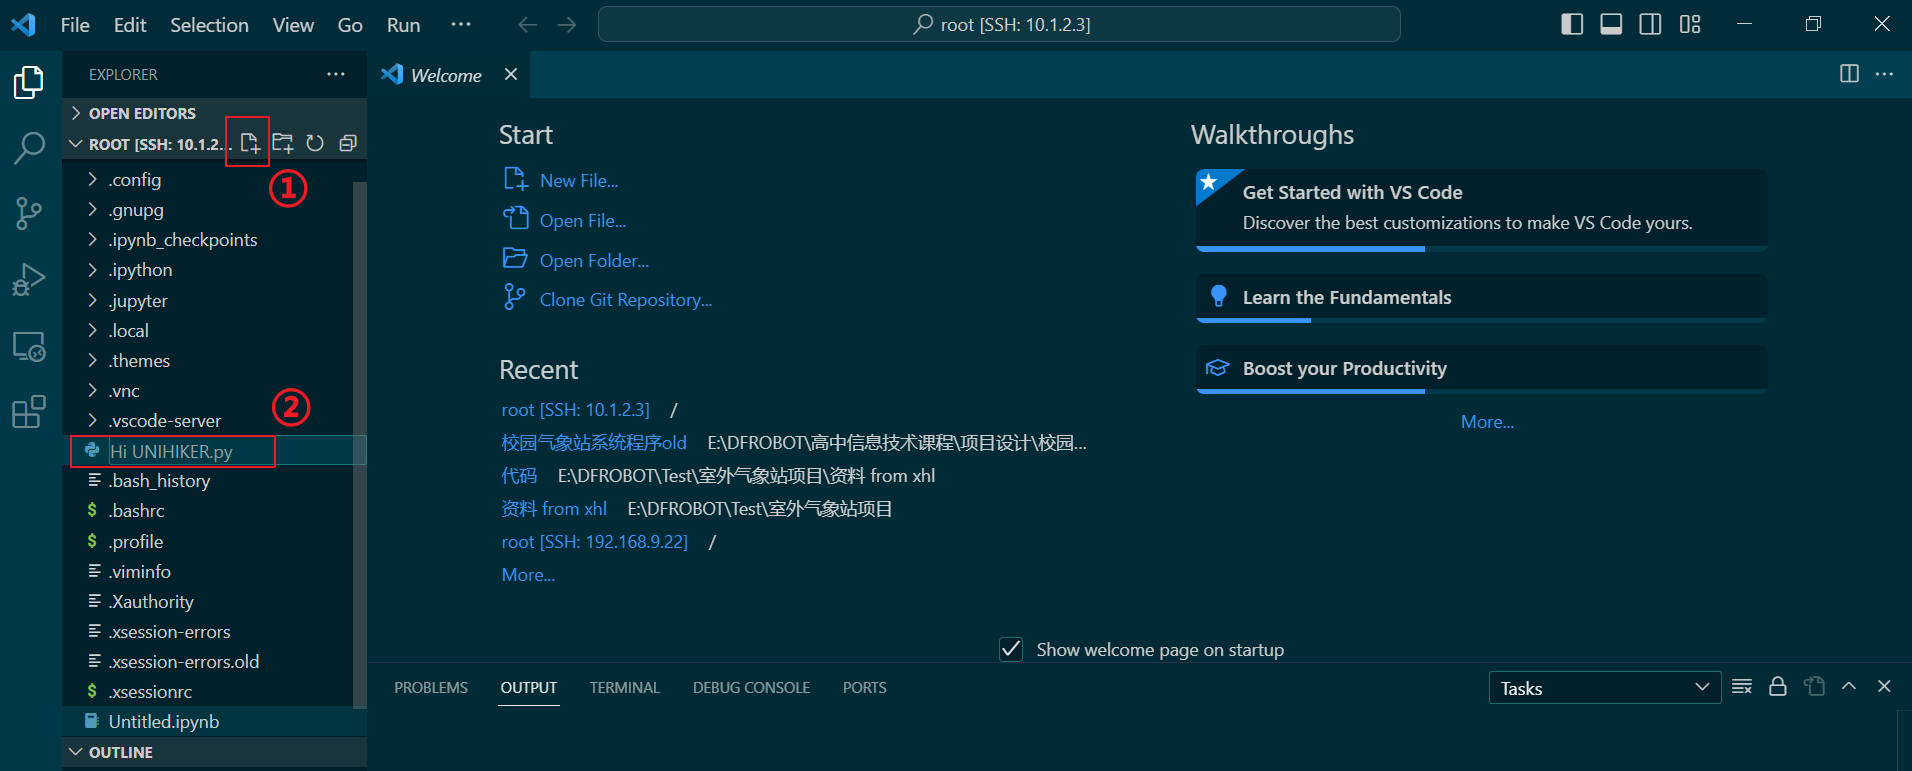 File Edit Selection View Go Run ··· root [SSH: 10.1.2.3]
EXPLORER ···
Welcome
OPEN EDITORS
ROOT [SSH: 10.1.2...
①
.config
.gnupg
.ipynb_checkpoints
.ipython
.jupyter
.local
.themes
.vnc
.vscode-server
②
Hi UNIHIKER.py
.bash_history
$ .bashrc
$ .profile
.viminfo
.Xauthority
.xsession-errors
.xsession-errors.old
$ .xsessionrc
Untitled.ipynb
OUTLINE
Start
New File...
Open File...
Open Folder...
Clone Git Repository...
Recent
root [SSH: 10.1.2.3] /
校园气象站系统程序old E:\DFROBOT\高中信息技术课程\项目设计\校园...
代码 E:\DFROBOT\Test\室外气象站项目\资料 from xhl
资料 from xhl E:\DFROBOT\Test\室外气象站项目
root [SSH: 192.168.9.22] /
More...
Walkthroughs
Get Started with VS Code
Discover the best customizations to make VS Code yours.
Learn the Fundamentals
Boost your Productivity
More...
Show welcome page on startup
PROBLEMS OUTPUT TERMINAL DEBUG CONSOLE PORTS Tasks